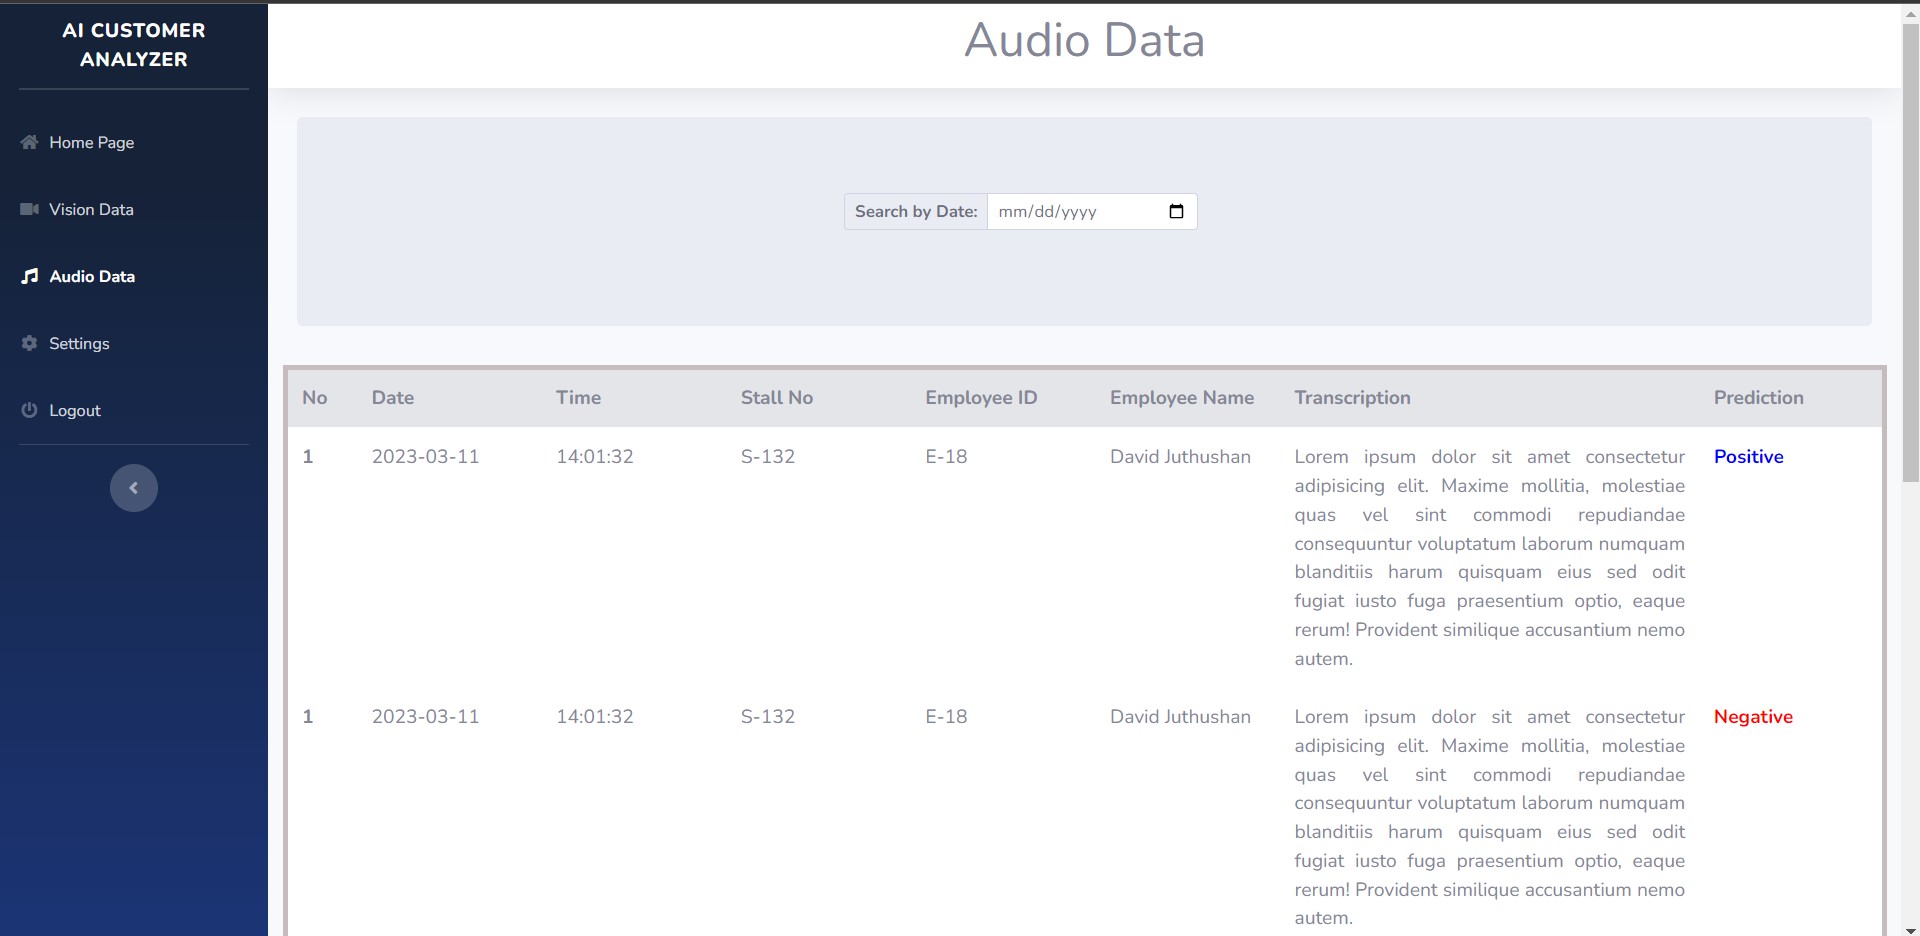 AI CUSTOMER
ANALYZER
Home Page
Vision Data
Audio Data
Settings
Logout
Audio Data
Search by Date: mm/dd/yyyy
No Date Time Stall No Employee ID Employee Name Transcription Prediction
1 2023-03-11 14:01:32 S-132 E-18 David Juthushan Lorem ipsum dolor sit amet consectetur Positive
adipisicing elit. Maxime mollitia, molestiae
quas vel sint commodi repudiandae
consequuntur voluptatum laborum numquam
blanditiis harum quisquam eius sed odit
fugiat iusto fuga praesentium optio, eaque
rerum! Provident similique accusantium nemo
autem.
1 2023-03-11 14:01:32 S-132 E-18 David Juthushan Lorem ipsum dolor sit amet consectetur Negative
adipisicing elit. Maxime mollitia, molestiae
quas vel sint commodi repudiandae
consequuntur voluptatum laborum numquam
blanditiis harum quisquam eius sed odit
fugiat iusto fuga praesentium optio, eaque
rerum! Provident similique accusantium nemo
autem.